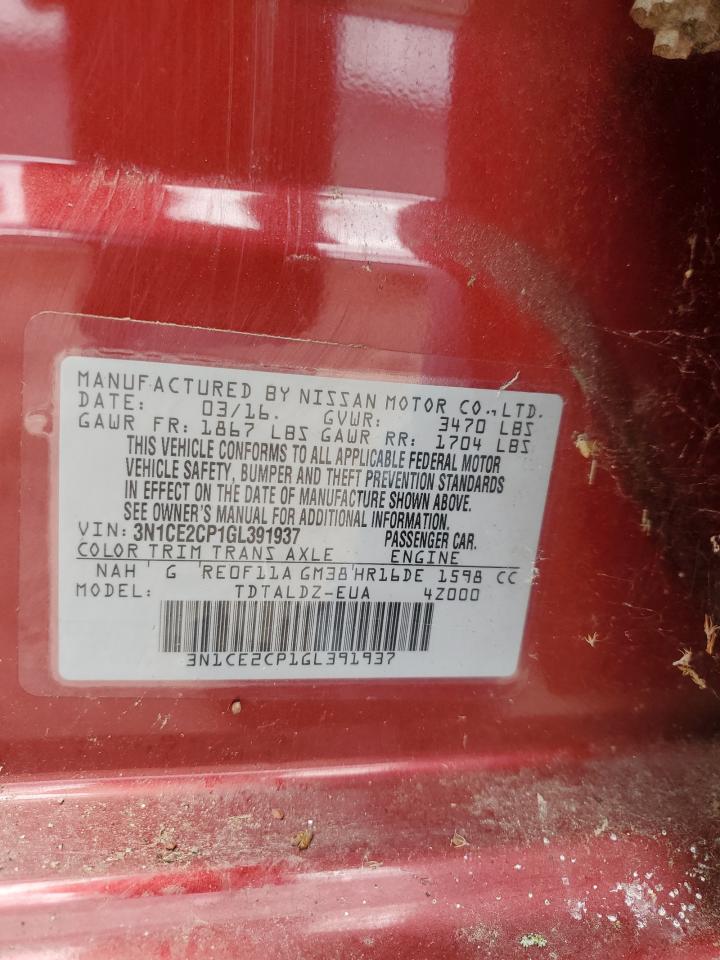 MANUFACTURED BY NISSAN MOTOR CO.,LTD.
DATE: 03/16. GVWR: 3470 LBS
GAWR FR: 1867 LBS GAWR RR: 1704 LBS
THIS VEHICLE CONFORMS TO ALL APPLICABLE FEDERAL MOTOR
VEHICLE SAFETY, BUMPER AND THEFT PREVENTION STANDARDS
IN EFFECT ON THE DATE OF MANUFACTURE SHOWN ABOVE.
SEE OWNER'S MANUAL FOR ADDITIONAL INFORMATION.
VIN: 3N1CE2CP1GL391937 PASSENGER CAR.
COLOR TRIM TRANS AXLE ENGINE
NAH G RE0F11A GM38 HR16DE 1598 CC
MODEL: TDTALDZ-EUA 4Z000
3N1CE2CP1GL391937